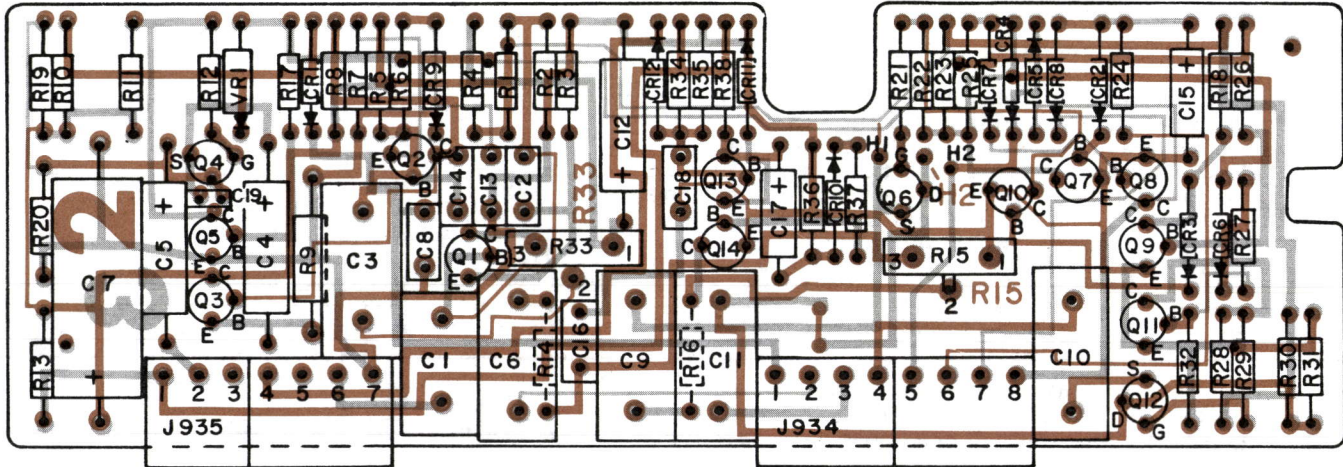 R19 R10 R11 R12 VR1 R17 CR1 R8 R7 R5 R6 CR9 R4 R1 R2 R3 C12 CR12 R34 R35 R38 CR11 R21 R22 R23 R25 CR7 CR4 CR5 CR8 CR2 R24 C15 R18 R26
S Q4 G E Q2 C B H1 H2
2 R20 C19 C14 C13 C2 R33 C18 C Q13 B E G Q6 D S H2 E Q10 C B B C Q7 E E Q8 B C
+ C5 C Q5 B E + C4 R9 C3 C8 C Q1 B E 3 R33 1 B C Q14 E + C17 R36 CR10 R37 3 R15 1 C Q9 B E CR3 CR6 R27
C7 3 C Q3 B E 2 2 R15 C Q11 B E
R13 + C1 C6 R14 C16 C9 R16 C11 C10 R32 R28 R29 R30 R31
1 2 3 4 5 6 7 1 2 3 4 5 6 7 8 S Q12 D G
J935 J934